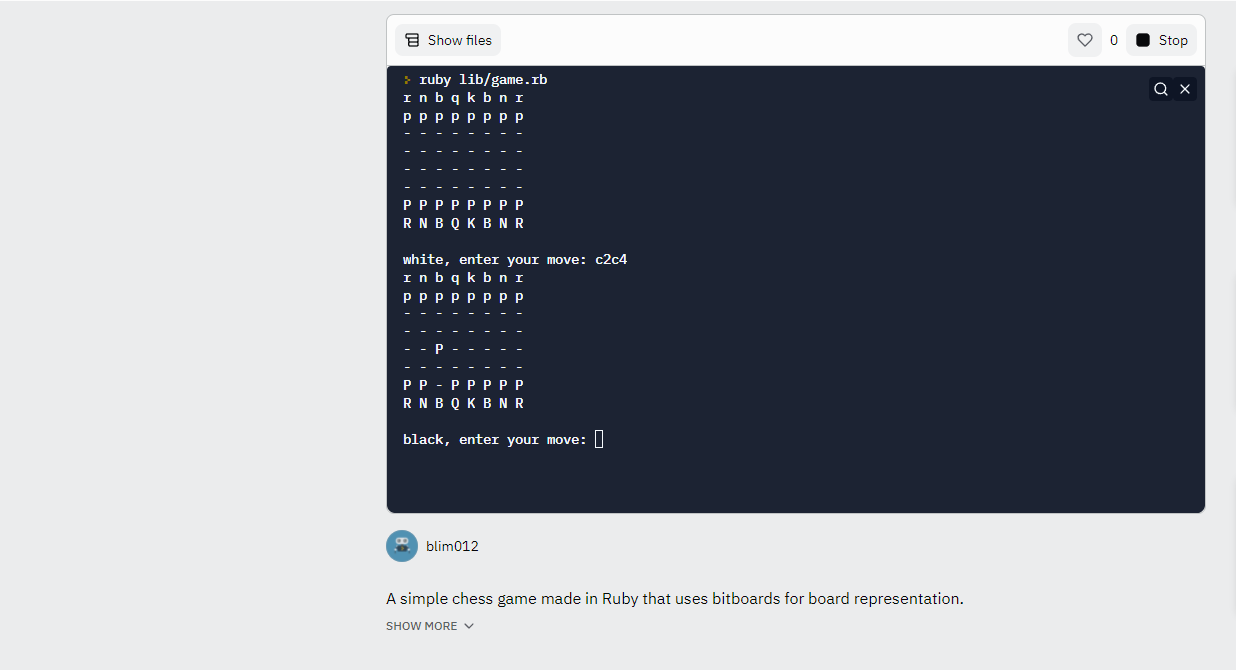 Show files
0
Stop
ruby lib/game.rb
r n b q k b n r
p p p p p p p p
- - - - - - - -
- - - - - - - -
- - - - - - - -
- - - - - - - -
P P P P P P P P
R N B Q K B N R
white, enter your move: c2c4
r n b q k b n r
p p p p p p p p
- - - - - - - -
- - - - - - - -
- - P - - - - -
- - - - - - - -
P P - P P P P P
R N B Q K B N R
black, enter your move:
blim012
A simple chess game made in Ruby that uses bitboards for board representation.
SHOW MORE